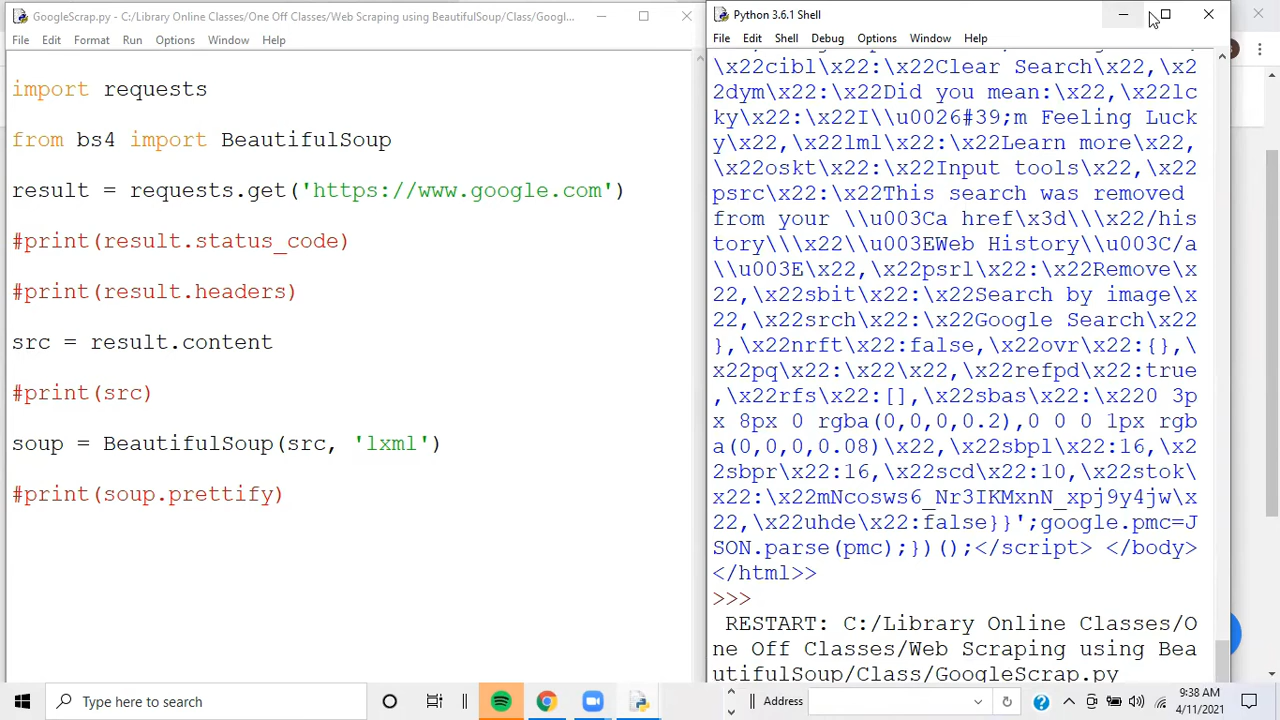 GoogleScrap.py - C:/Library Online Classes/One Off Classes/Web Scraping using BeautifulSoup/Class/Googl...
File Edit Format Run Options Window Help
import requests
from bs4 import BeautifulSoup
result = requests.get('https://www.google.com')
#print(result.status_code)
#print(result.headers)
src = result.content
#print(src)
soup = BeautifulSoup(src, 'lxml')
#print(soup.prettify)
Python 3.6.1 Shell
File Edit Shell Debug Options Window Help
\x22cibl\x22:\x22Clear Search\x22,\x2
2dym\x22:\x22Did you mean:\x22,\x22lc
ky\x22:\x22I\\u0026#39;m Feeling Luck
y\x22,\x22lml\x22:\x22Learn more\x22,
\x22oskt\x22:\x22Input tools\x22,\x22
psrc\x22:\x22This search was removed
from your \\u003Ca href\x3d\\\x22/his
tory\\\x22\\u003EWeb History\\u003C/a
\\u003E\x22,\x22psrl\x22:\x22Remove\x
22,\x22sbit\x22:\x22Search by image\x
22,\x22srch\x22:\x22Google Search\x22
},\x22nrft\x22:false,\x22ovr\x22:{},\
x22pq\x22:\x22\x22,\x22refpd\x22:true
,\x22rfs\x22:[],\x22sbas\x22:\x220 3p
x 8px 0 rgba(0,0,0,0.2),0 0 0 1px rgb
a(0,0,0,0.08)\x22,\x22sbpl\x22:16,\x2
2sbpr\x22:16,\x22scd\x22:10,\x22stok\
x22:\x22mNcosws6_Nr3IKMxnN_xpj9y4jw\x
22,\x22uhde\x22:false}}';google.pmc=J
SON.parse(pmc);})();</script> </body>
</html>>
>>>
RESTART: C:/Library Online Classes/O
ne Off Classes/Web Scraping using Bea
utifulSoup/Class/GoogleScrap.py
Type here to search
Address
9:38 AM
4/11/2021